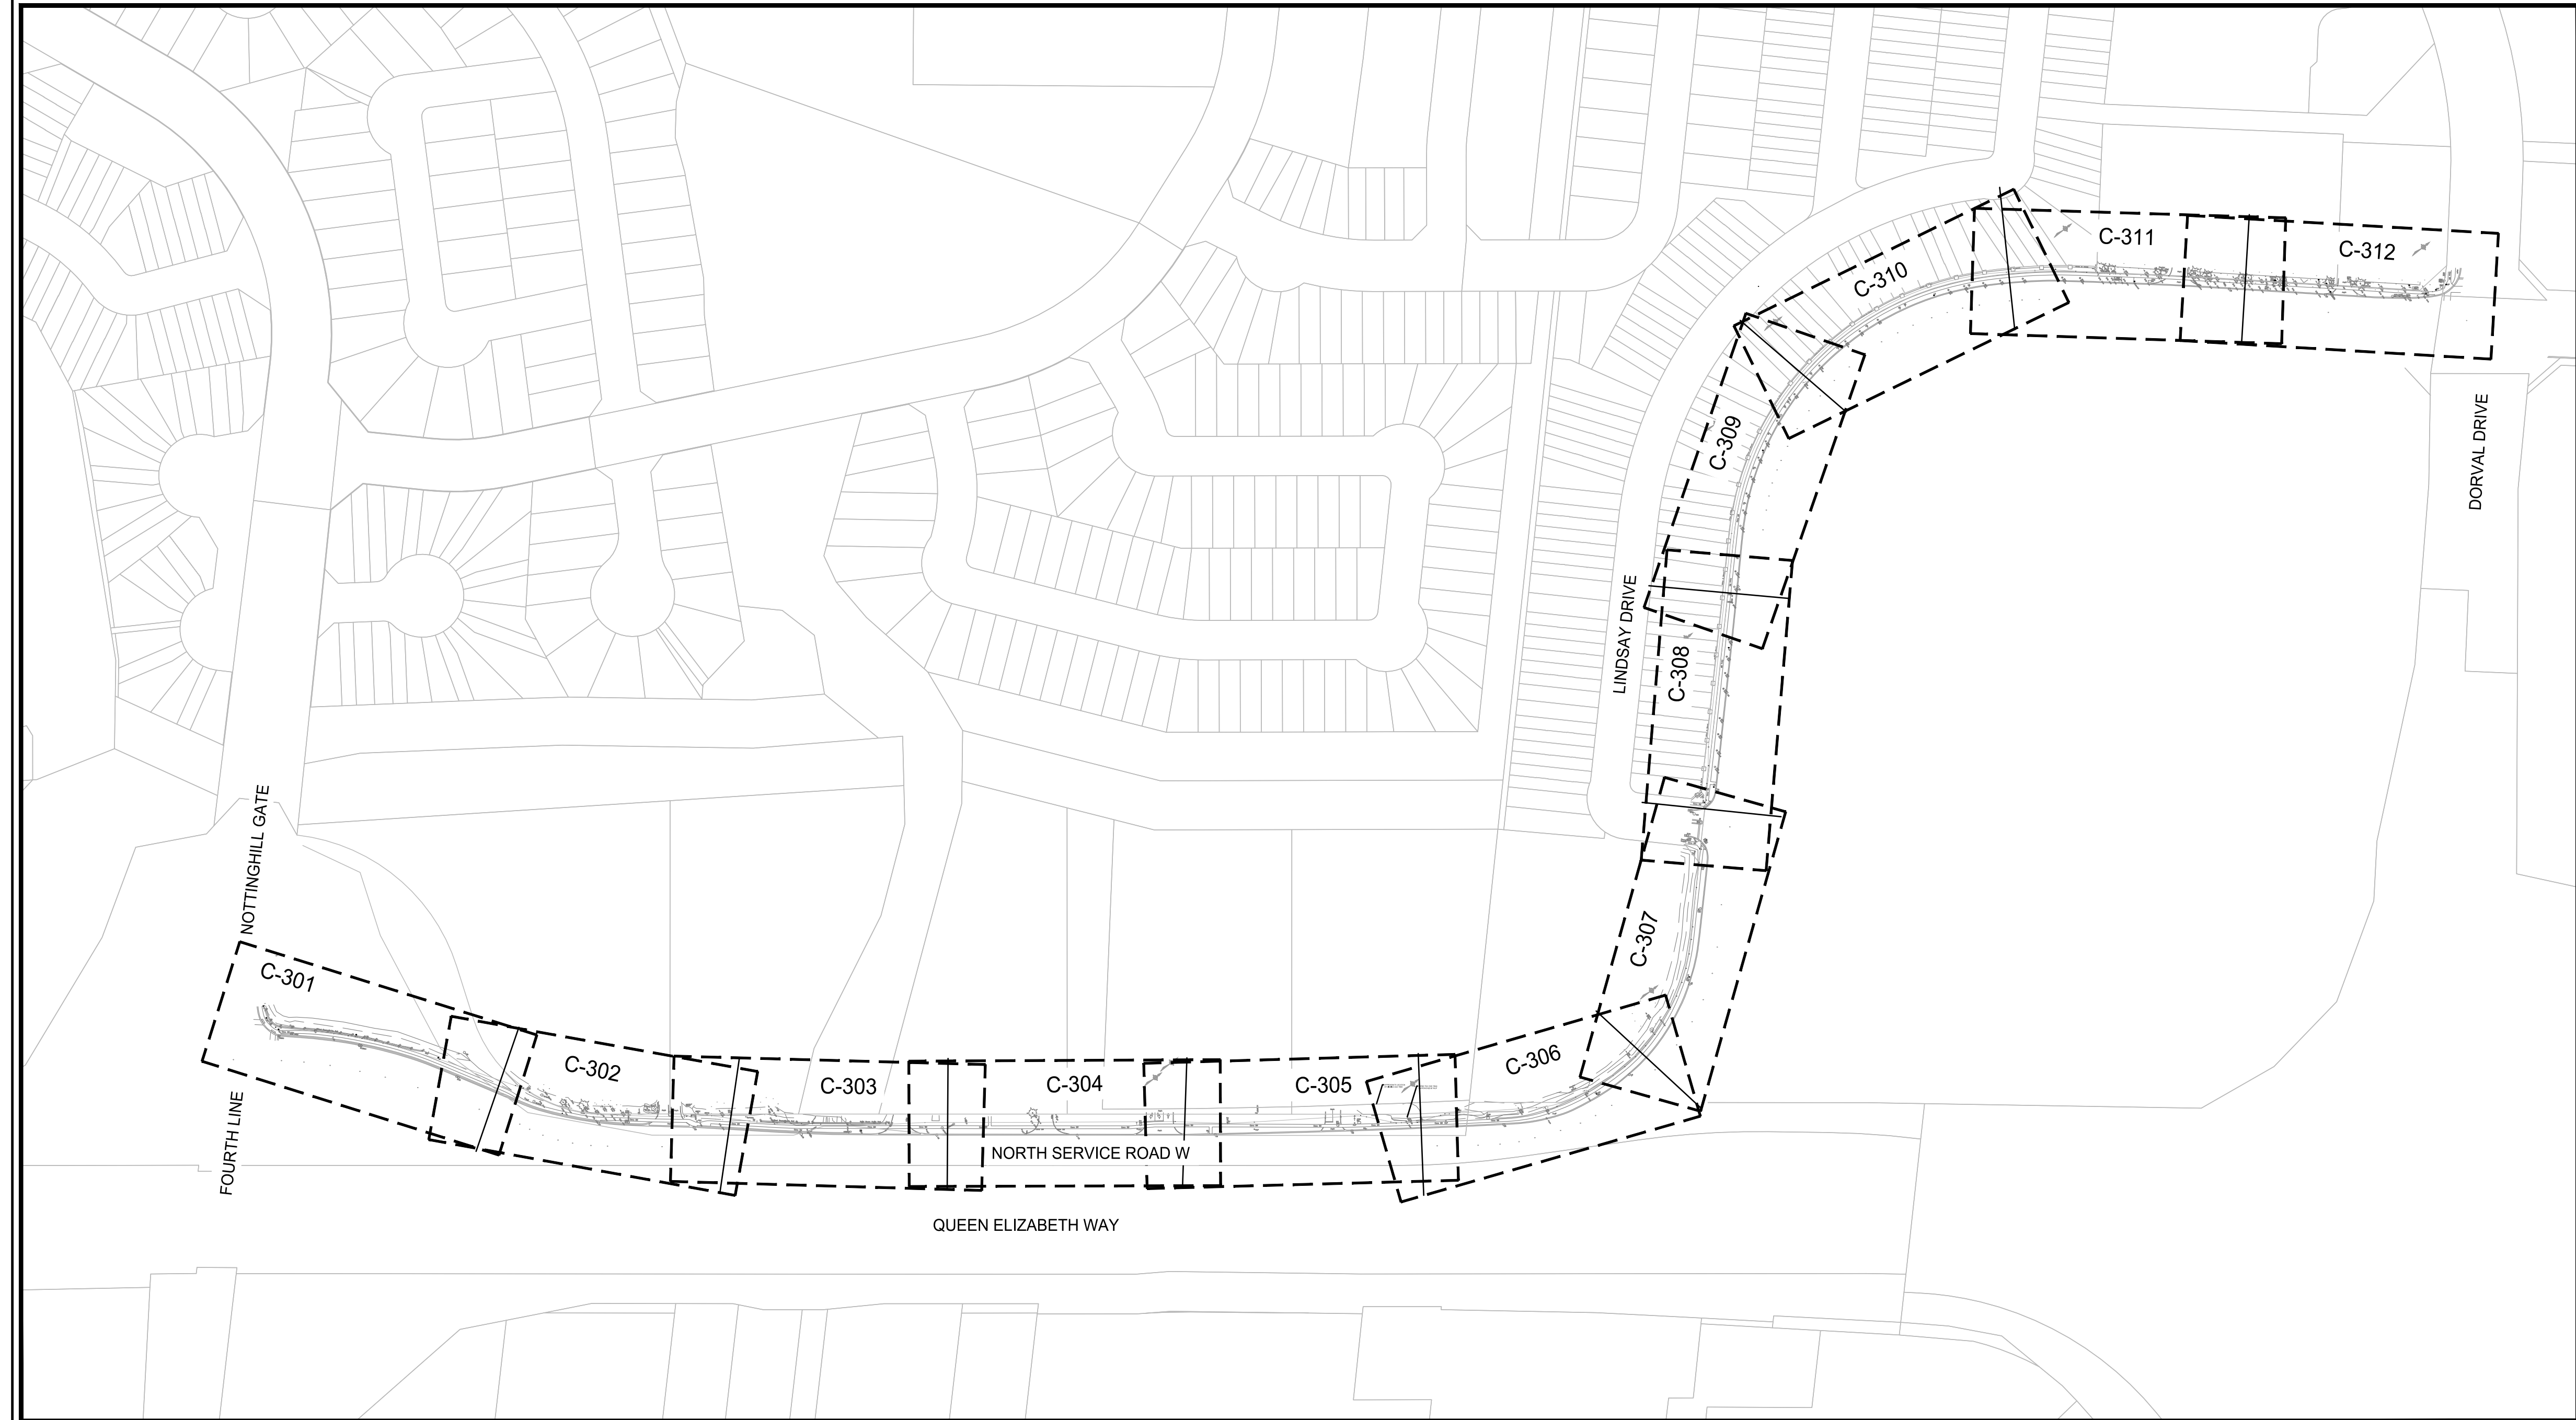 C-311
C-312
C-310
DORVAL DRIVE
C-309
LINDSAY DRIVE
C-308
NOTTINGHILL GATE
C-307
C-301
C-302
C-303
C-304
C-305
C-306
FOURTH LINE
NORTH SERVICE ROAD W
QUEEN ELIZABETH WAY